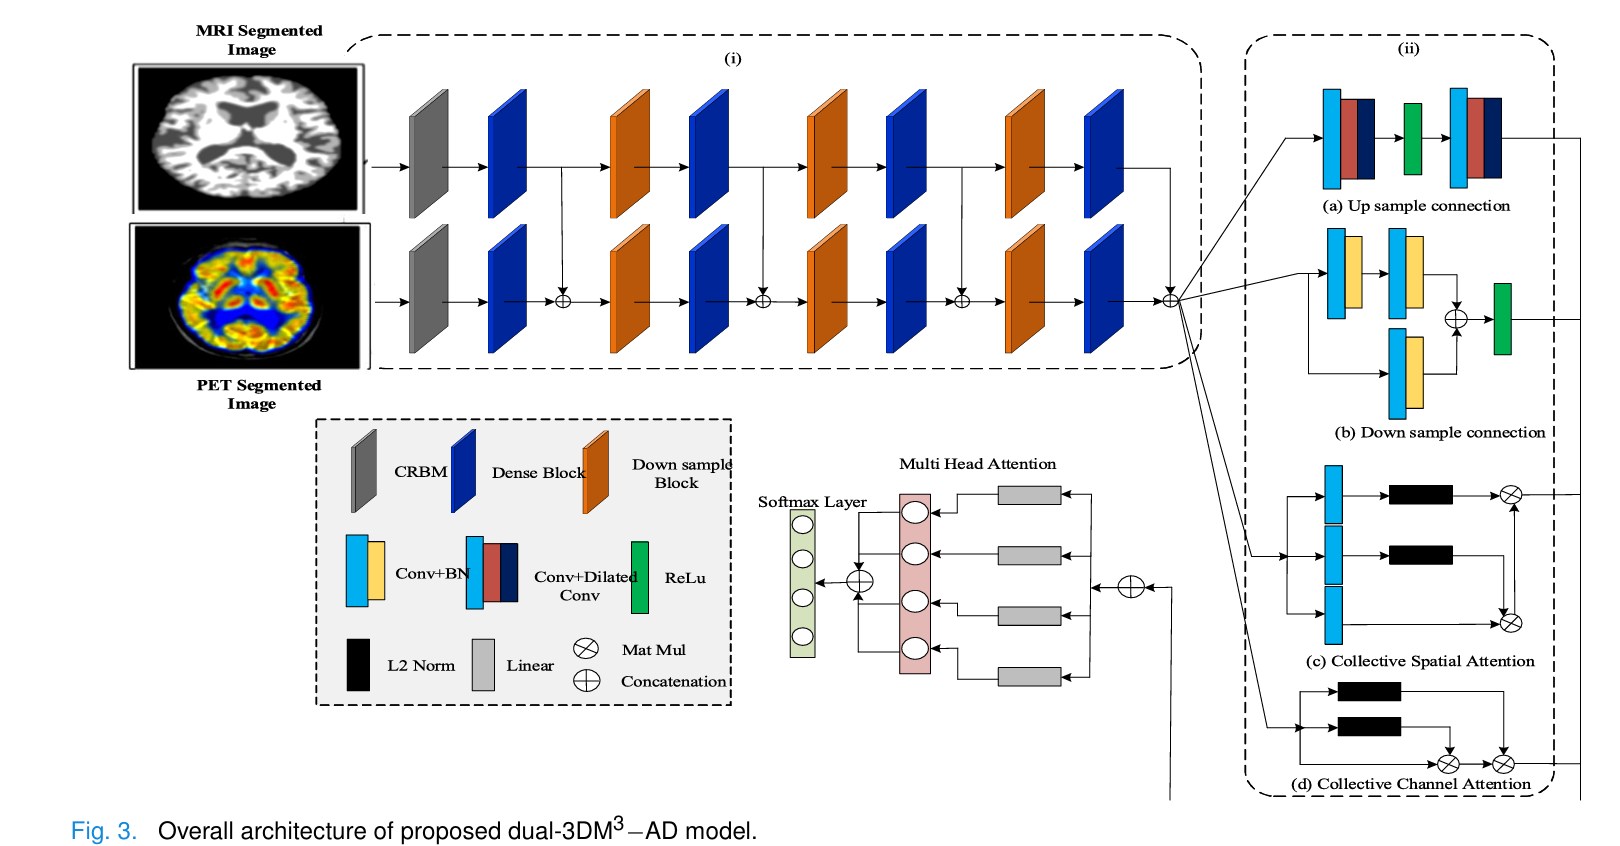 MRI Segmented
Image
(i)
(ii)
(a) Up sample connection
PET Segmented
Image
(b) Down sample connection
CRBM
Dense Block
Down sample
Block
Conv+BN
Conv+Dilated
Conv
ReLu
L2 Norm
Linear
Mat Mul
Concatenation
Multi Head Attention
Softmax Layer
(c) Collective Spatial Attention
(d) Collective Channel Attention
Fig. 3. Overall architecture of proposed dual-3DM³−AD model.